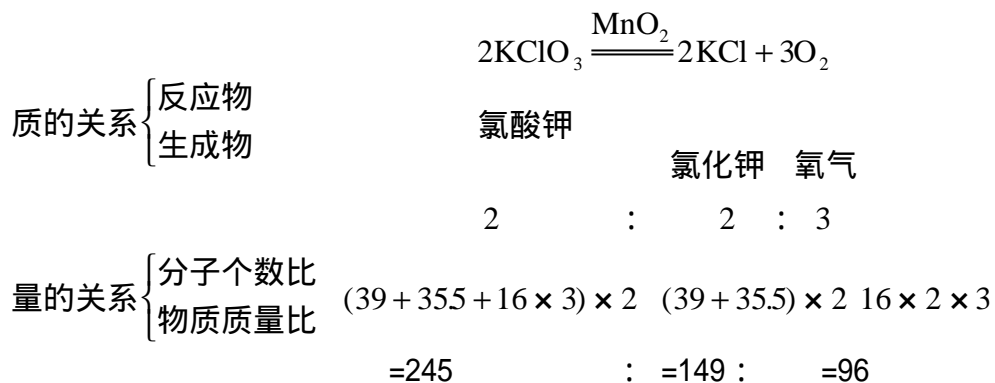 2KClO₃ MnO₂ ═══ 2KCl + 3O₂
质的关系{反应物 氯酸钾
生成物 氯化钾 氧气
2 : 2 : 3
量的关系{分子个数比
物质质量比 (39 + 35.5 + 16 × 3) × 2 (39 + 35.5) × 2 16 × 2 × 3
=245 : =149 : =96